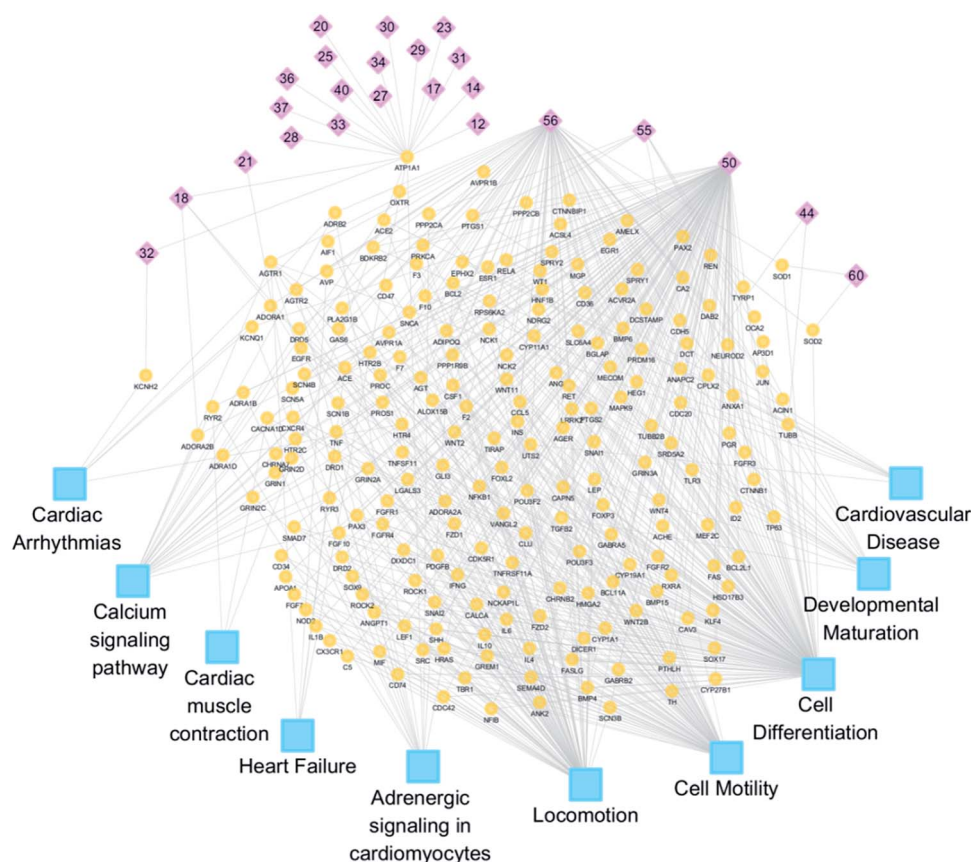 20
30
23
25
29
34
31
36
40
27
17
14
37
33
12
28
56
55
50
21
18
44
32
60
ATP1A1
AVPR1B
OXTR
ADRB2
ACE2
PPP2CA
PTGS1
PPP2CB
CTNNBIP1
ACSL4
AMELX
EGR1
PAX2
REN
AIF1
BDKRB2
PRKCA
F3
EPHX2
ESR1
RELA
SPRY2
WT1
MGP
SPRY1
CA2
TYRP1
SOD1
AGTR1
AVP
AGTR2
CD47
BCL2
F10
RPS6KA2
HNF1B
CD36
ACVR2A
DCSTAMP
DAB2
OCA2
SOD2
ADORA1
PLA2G1B
SNCA
NDRG2
KCNQ1
DRD5
GAS6
AVPR1A
ADIPOQ
NCK1
CYP11A1
SLC6A4
BMP6
CDH5
AP3D1
EGFR
HTR2B
PPP1R9B
NCK2
BGLAP
PRDM16
DCT
NEUROD2
JUN
KCNH2
SCN4B
ACE
PROC
F7
AGT
CSF1
WNT11
ANG
RET
MECOM
HEG1
ANAPC2
CPLX2
SCN5A
ALOX15B
F2
CCL5
LRRK2
PTGS2
MAPK9
CDC20
ANXA1
ACIN1
RYR2
ADRA1B
SCN1B
PROS1
INS
TUBB
CXCR4
HTR4
WNT2
TIRAP
UTS2
AGER
SNAI1
TUBB2B
SRD5A2
PGR
FGFR3
ADORA2B
HTR2C
TNF
ADRA1D
GRIN2D
DRD1
TNFSF11
GLI3
FOXL2
GRIN3A
TLR3
CTNNB1
GRIN1
GRIN2A
LGALS3
NFKB1
POU5F2
CAPN5
LEP
GRIN2C
RYR3
FGFR1
ADORA2A
FOXP3
WNT4
ID2
TP63
PAX3
VANGL2
TGFB2
SMAD7
FGF10
FGFR4
FZD1
CLU
GABRA5
ACHE
MEF2C
CD34
DRD2
DIXDC1
CDK5R1
POU3F3
FGFR2
FAS
BCL2L1
APOA1
SOX9
PDGFB
TNFRSF11A
CYP19A1
RXRA
HSD17B3
FGF7
ROCK2
ROCK1
IFNG
NCKAP1L
CHRNB2
BCL11A
BMP15
NOD2
ANGPT1
SNAI2
CALCA
HMGA2
WNT2B
CAV3
KLF4
IL1B
LEF1
SHH
IL6
FZD2
CYP1A1
CX3CR1
SRC
HRAS
IL10
DICER1
SOX17
C5
MIF
GREM1
IL4
FASLG
GABRB2
PTHLH
CD74
TBR1
SEMA4D
BMP4
TH
CYP27B1
CDC42
NFIB
ANK2
SCN3B
Cardiac
Arrhythmias
Calcium
signaling
pathway
Cardiac
muscle
contraction
Heart Failure
Adrenergic
signaling in
cardiomyocytes
Locomotion
Cell Motility
Cell
Differentiation
Developmental
Maturation
Cardiovascular
Disease